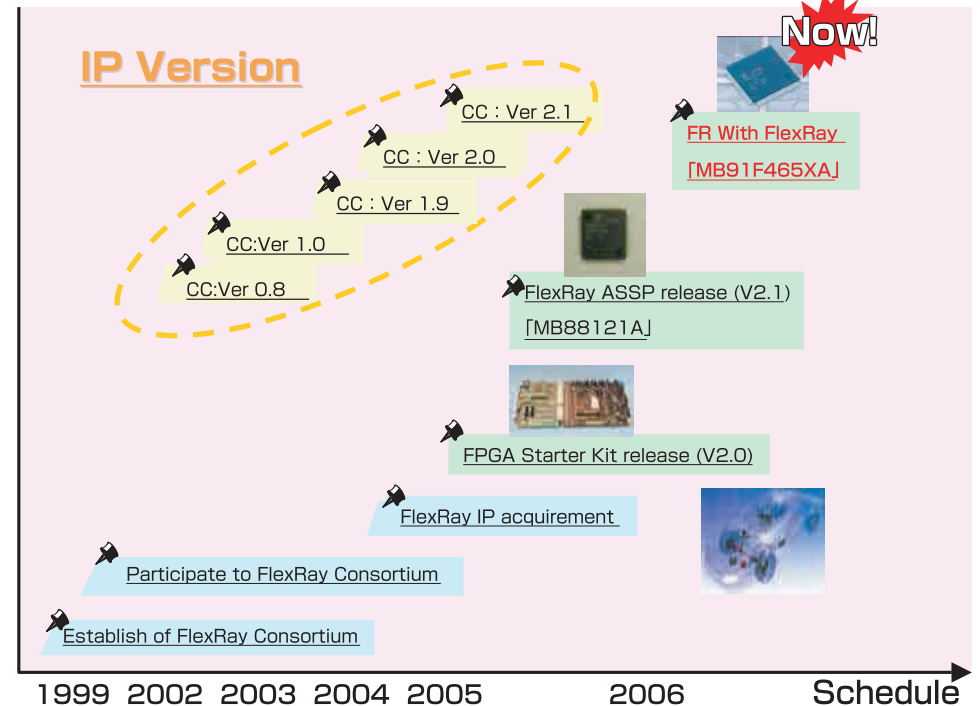 IP Version
Now!
CC：Ver 2.1
FR With FlexRay
「MB91F465XA」
CC：Ver 2.0
CC：Ver 1.9
CC:Ver 1.0
CC:Ver 0.8
FlexRay ASSP release (V2.1)
「MB88121A」
FPGA Starter Kit release (V2.0)
FlexRay IP acquirement
Participate to FlexRay Consortium
Establish of FlexRay Consortium
1999 2002 2003 2004 2005 2006 Schedule